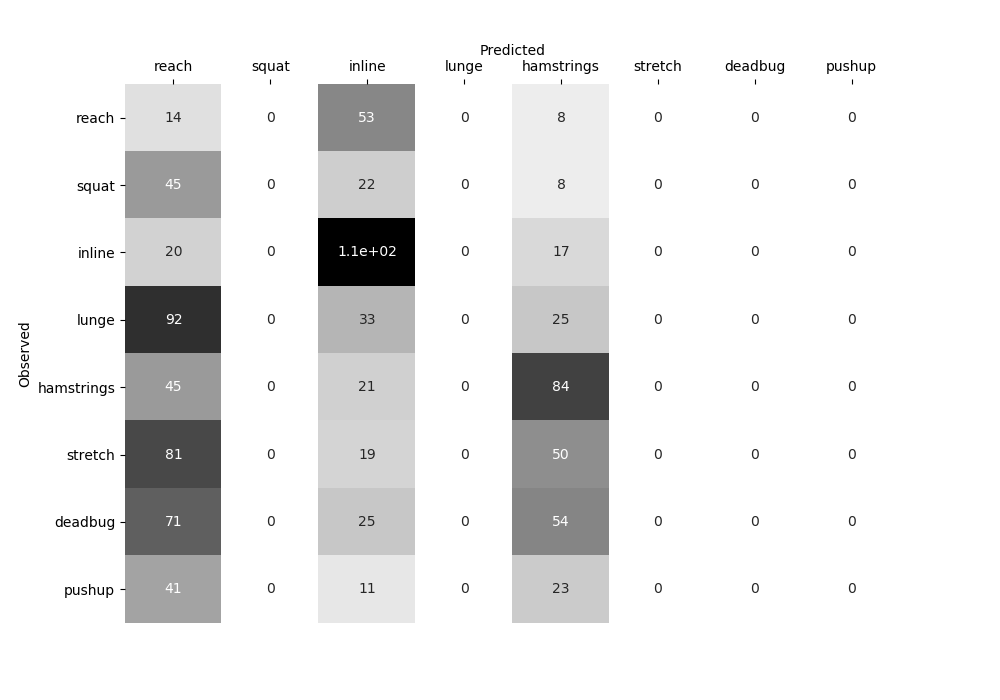 Predicted
reach squat inline lunge hamstrings stretch deadbug pushup
Observed
reach 14 0 53 0 8 0 0 0
squat 45 0 22 0 8 0 0 0
inline 20 0 1.1e+02 0 17 0 0 0
lunge 92 0 33 0 25 0 0 0
hamstrings 45 0 21 0 84 0 0 0
stretch 81 0 19 0 50 0 0 0
deadbug 71 0 25 0 54 0 0 0
pushup 41 0 11 0 23 0 0 0